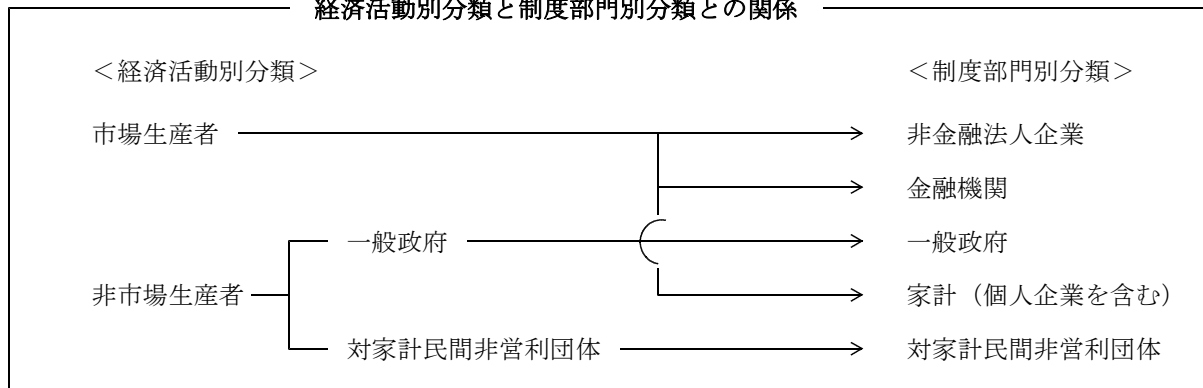 経済活動別分類と制度部門別分類との関係
＜経済活動別分類＞ ＜制度部門別分類＞
市場生産者 非金融法人企業
金融機関
一般政府 一般政府
非市場生産者 家計（個人企業を含む）
対家計民間非営利団体 対家計民間非営利団体